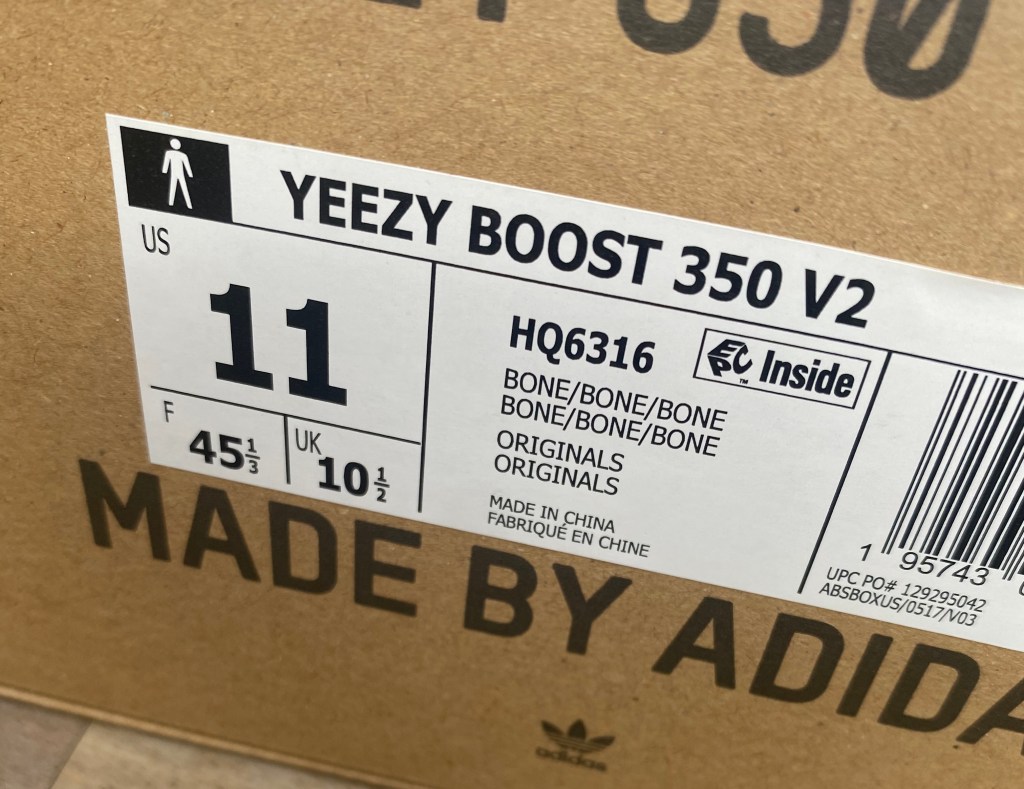 350
YEEZY BOOST 350 V2
US
11
F
45⅓
UK
10½
HQ6316
EPC™ Inside
BONE/BONE/BONE
BONE/BONE/BONE
ORIGINALS
ORIGINALS
MADE IN CHINA
FABRIQUÉ EN CHINE
1 95743
UPC PO# 129295042
ABSBOXUS/0517/V03
MADE BY ADIDA
adidas